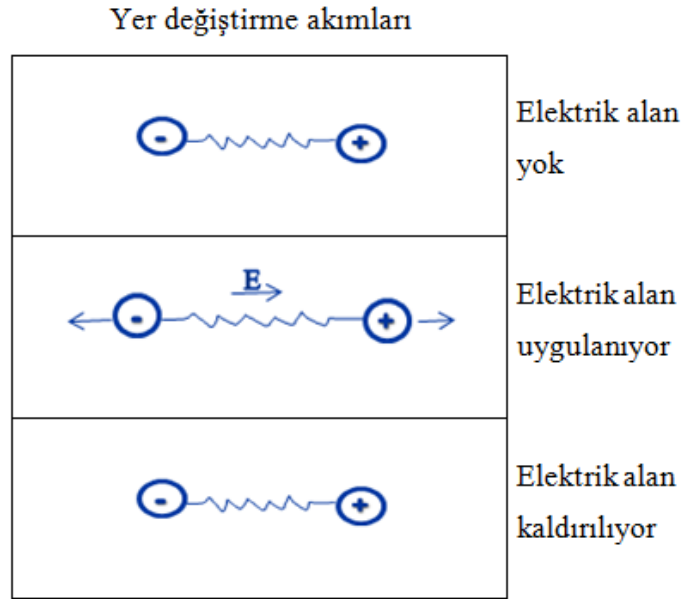 Yer değiştirme akımları
-
+
Elektrik alan
yok
E
-
+
Elektrik alan
uygulanıyor
-
+
Elektrik alan
kaldırılıyor